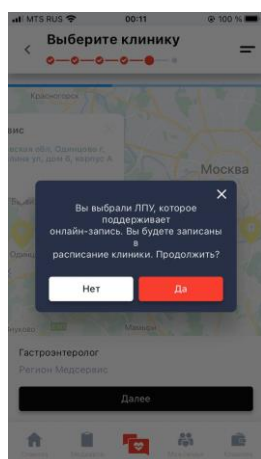 MTS RUS
00:11
100 %
Выберите клинику
Красногорск
Москва
Вы выбрали ЛПУ, которое
поддерживает
онлайн-запись. Вы будете записаны
в
расписание клиники. Продолжить?
Нет
Да
Гастроэнтеролог
Регион Медсервис
Далее